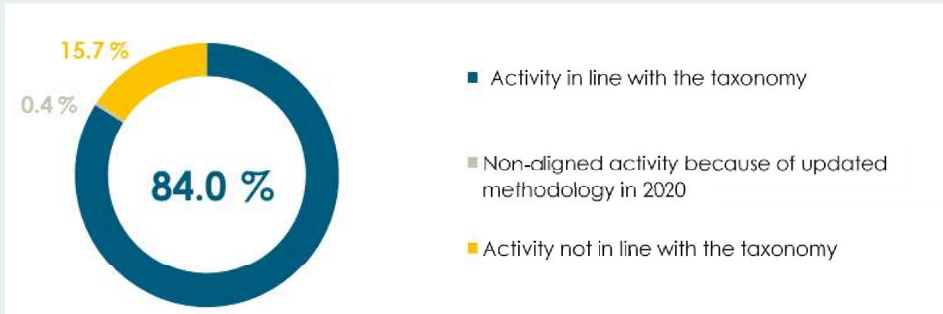 15.7 %
0.4 %
84.0 %
Activity in line with the taxonomy
Non-aligned activity because of updated
methodology in 2020
Activity not in line with the taxonomy